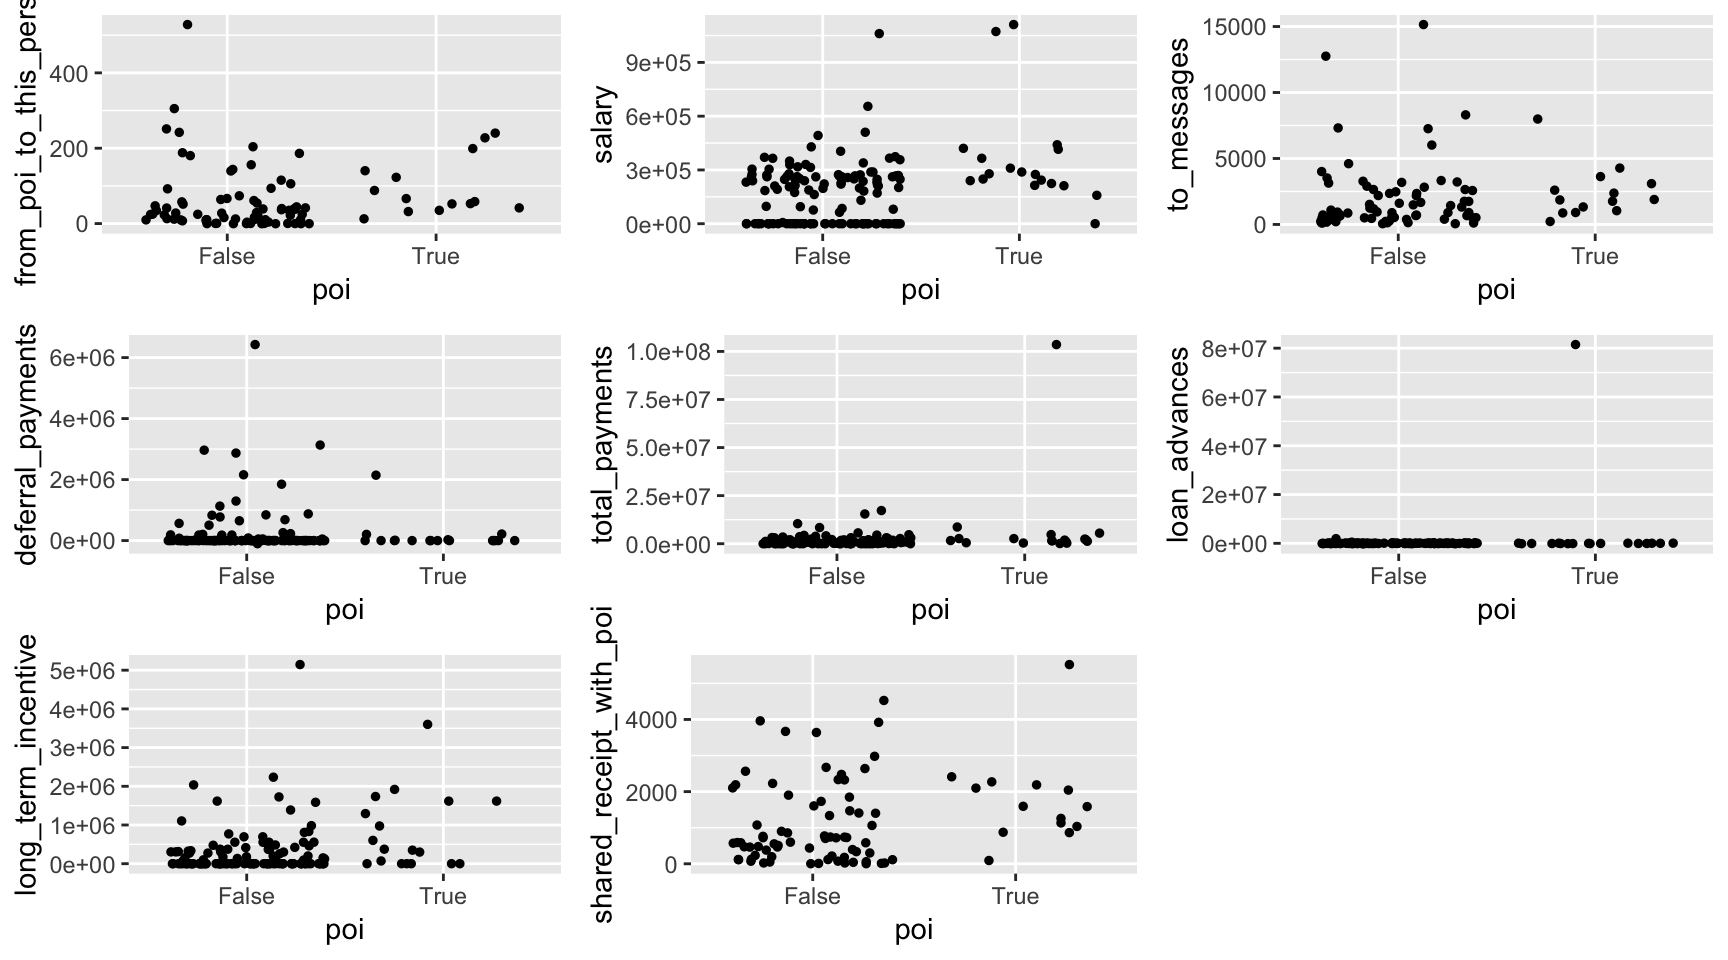 from_poi_to_this_pers
400
200
0
False
True
poi
salary
9e+05
6e+05
3e+05
0e+00
False
True
poi
to_messages
15000
10000
5000
0
False
True
poi
deferral_payments
6e+06
4e+06
2e+06
0e+00
False
True
poi
total_payments
1.0e+08
7.5e+07
5.0e+07
2.5e+07
0.0e+00
False
True
poi
loan_advances
8e+07
6e+07
4e+07
2e+07
0e+00
False
True
poi
long_term_incentive
5e+06
4e+06
3e+06
2e+06
1e+06
0e+00
False
True
poi
shared_receipt_with_poi
4000
2000
0
False
True
poi